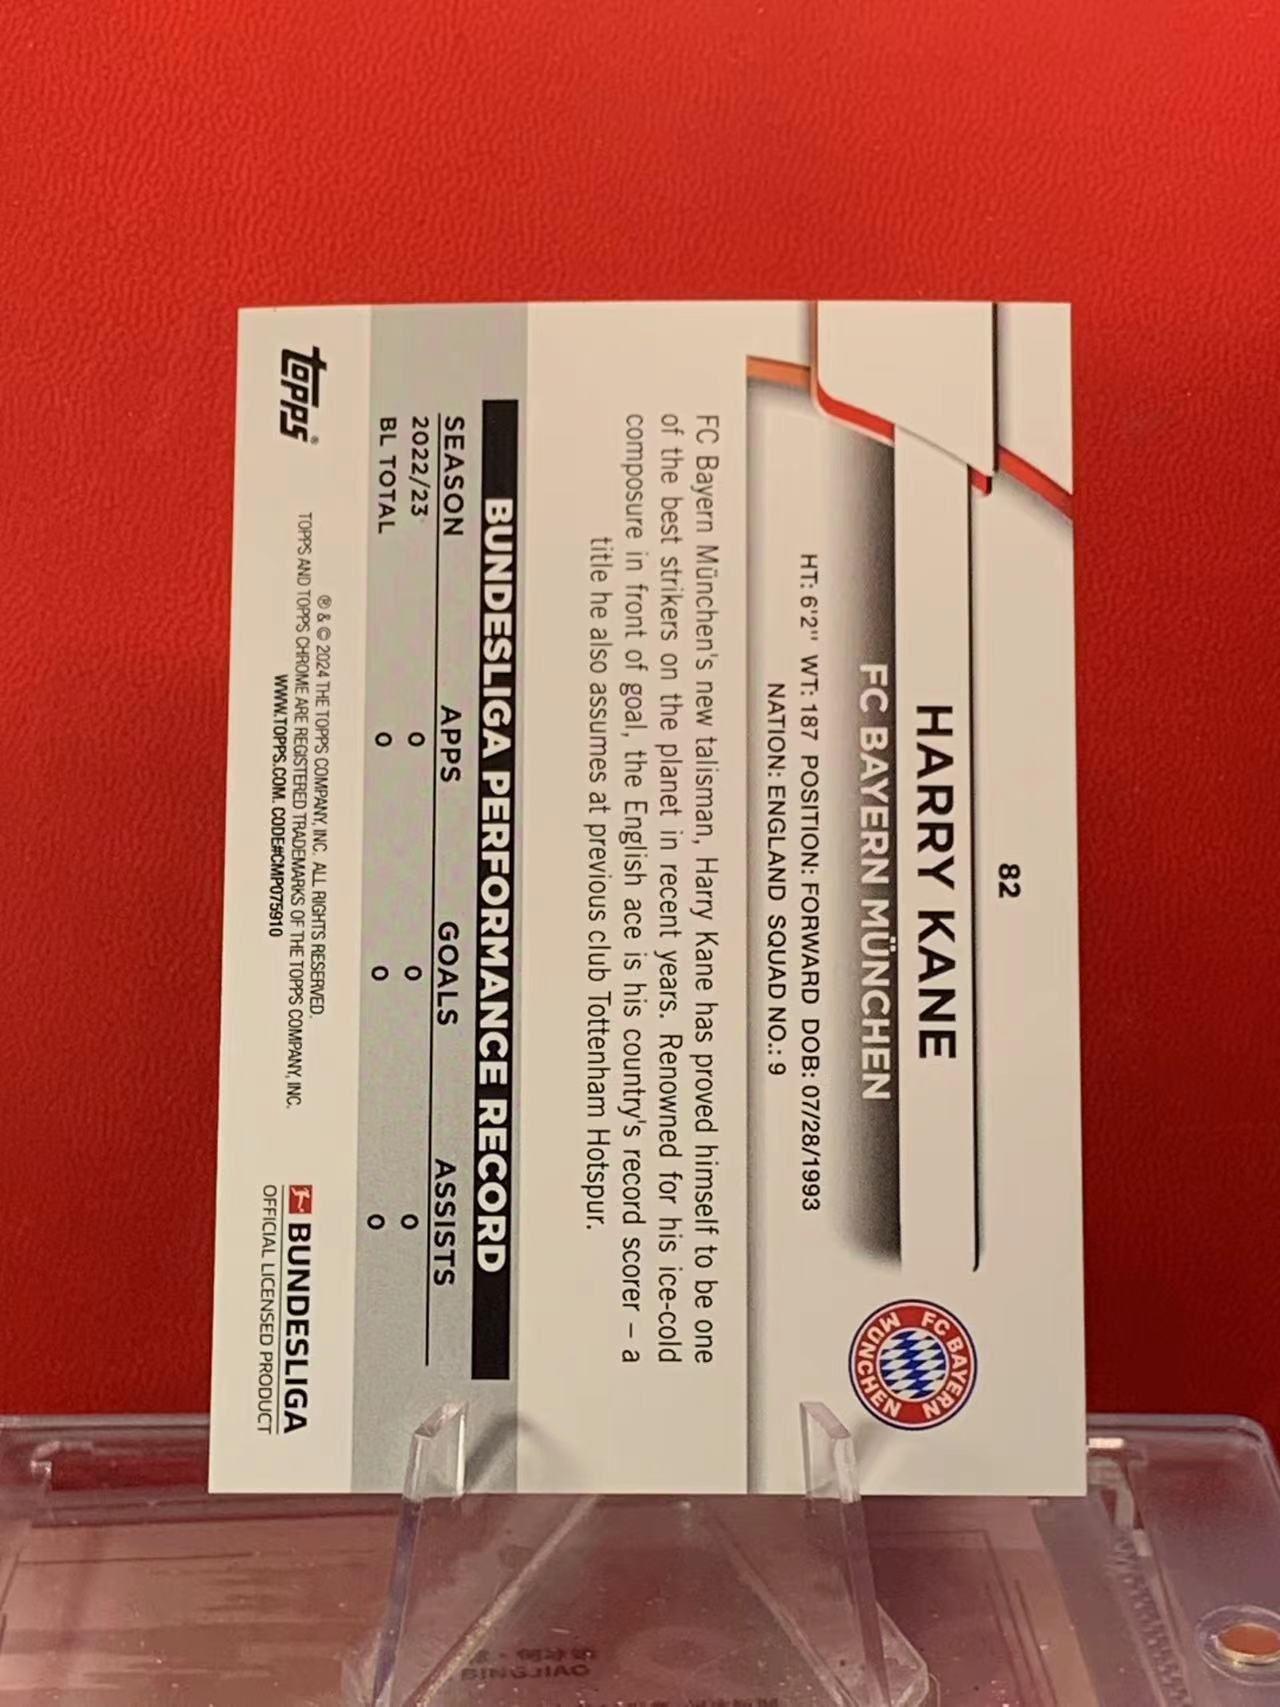 82
HARRY KANE
FC BAYERN MÜNCHEN
HT: 6'2" WT: 187 POSITION: FORWARD DOB: 07/28/1993
NATION: ENGLAND SQUAD NO.: 9
FC BAYERN
MÜNCHEN
FC Bayern München's new talisman, Harry Kane has proved himself to be one
of the best strikers on the planet in recent years. Renowned for his ice-cold
composure in front of goal, the English ace is his country's record scorer – a
title he also assumes at previous club Tottenham Hotspur.
BUNDESLIGA PERFORMANCE RECORD
SEASON APPS GOALS ASSISTS
2022/23 0 0 0
BL TOTAL 0 0 0
topps®
® & © 2024 THE TOPPS COMPANY, INC. ALL RIGHTS RESERVED.
TOPPS AND TOPPS CHROME ARE REGISTERED TRADEMARKS OF THE TOPPS COMPANY, INC.
WWW.TOPPS.COM. CODE#CMP075910
BUNDESLIGA
OFFICIAL LICENSED PRODUCT
BINGJIAO